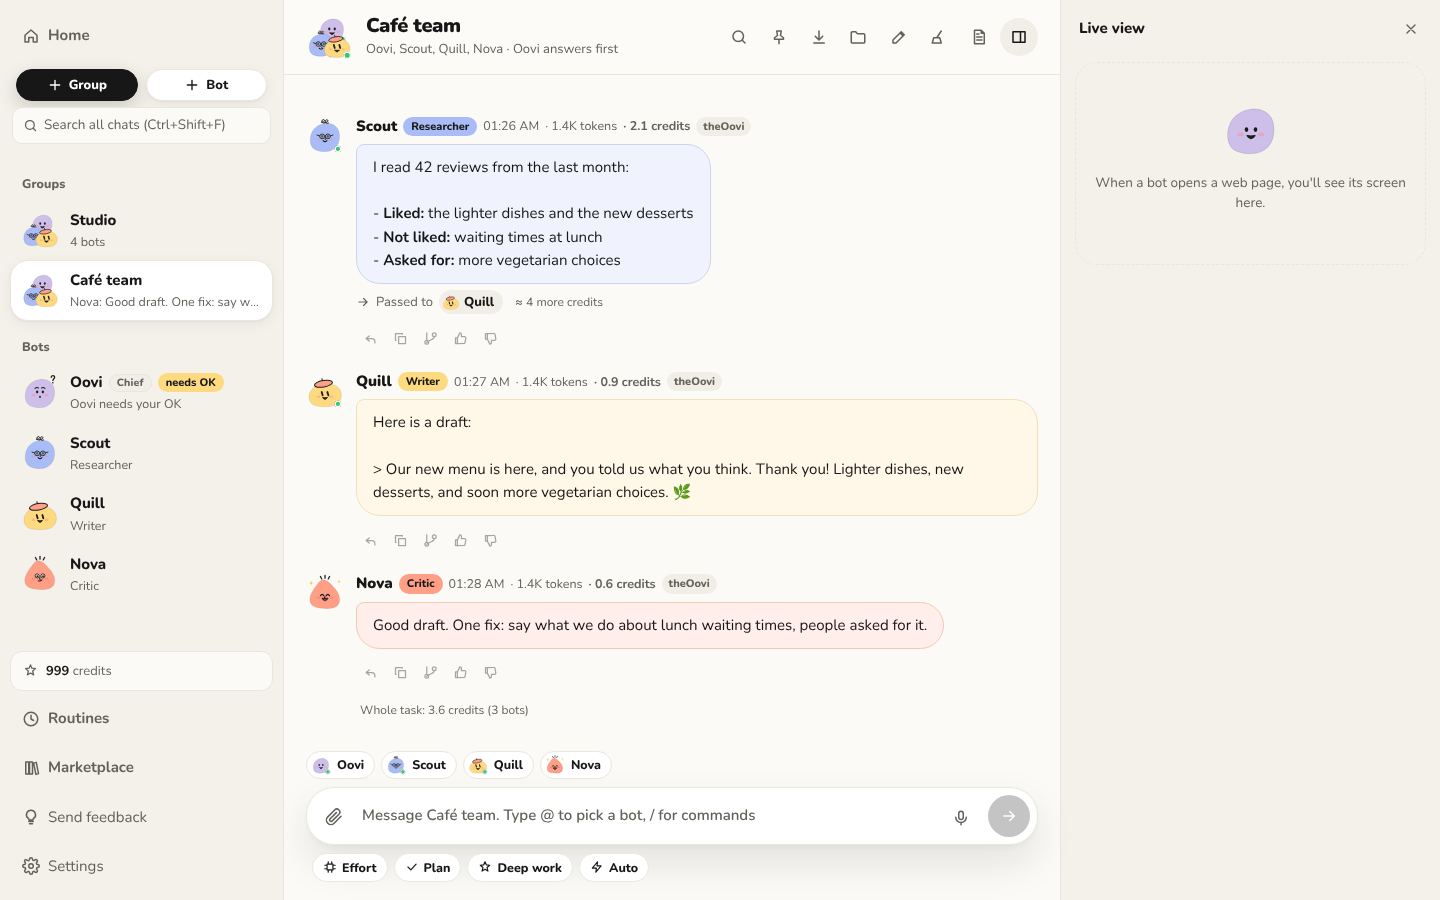 Home
Group
Bot
Search all chats (Ctrl+Shift+F)
Groups
Studio
4 bots
Café team
Nova: Good draft. One fix: say w...
Bots
Oovi Chief needs OK
Oovi needs your OK
Scout
Researcher
Quill
Writer
Nova
Critic
999 credits
Routines
Marketplace
Send feedback
Settings
Café team
Oovi, Scout, Quill, Nova · Oovi answers first
Scout Researcher 01:26 AM · 1.4K tokens · 2.1 credits theOovi
I read 42 reviews from the last month:
- Liked: the lighter dishes and the new desserts
- Not liked: waiting times at lunch
- Asked for: more vegetarian choices
→ Passed to Quill ≈ 4 more credits
Quill Writer 01:27 AM · 1.4K tokens · 0.9 credits theOovi
Here is a draft:
> Our new menu is here, and you told us what you think. Thank you! Lighter dishes, new
desserts, and soon more vegetarian choices. 🌿
Nova Critic 01:28 AM · 1.4K tokens · 0.6 credits theOovi
Good draft. One fix: say what we do about lunch waiting times, people asked for it.
Whole task: 3.6 credits (3 bots)
Oovi Scout Quill Nova
Message Café team. Type @ to pick a bot, / for commands
Effort Plan Deep work Auto
Live view
When a bot opens a web page, you'll see its screen
here.